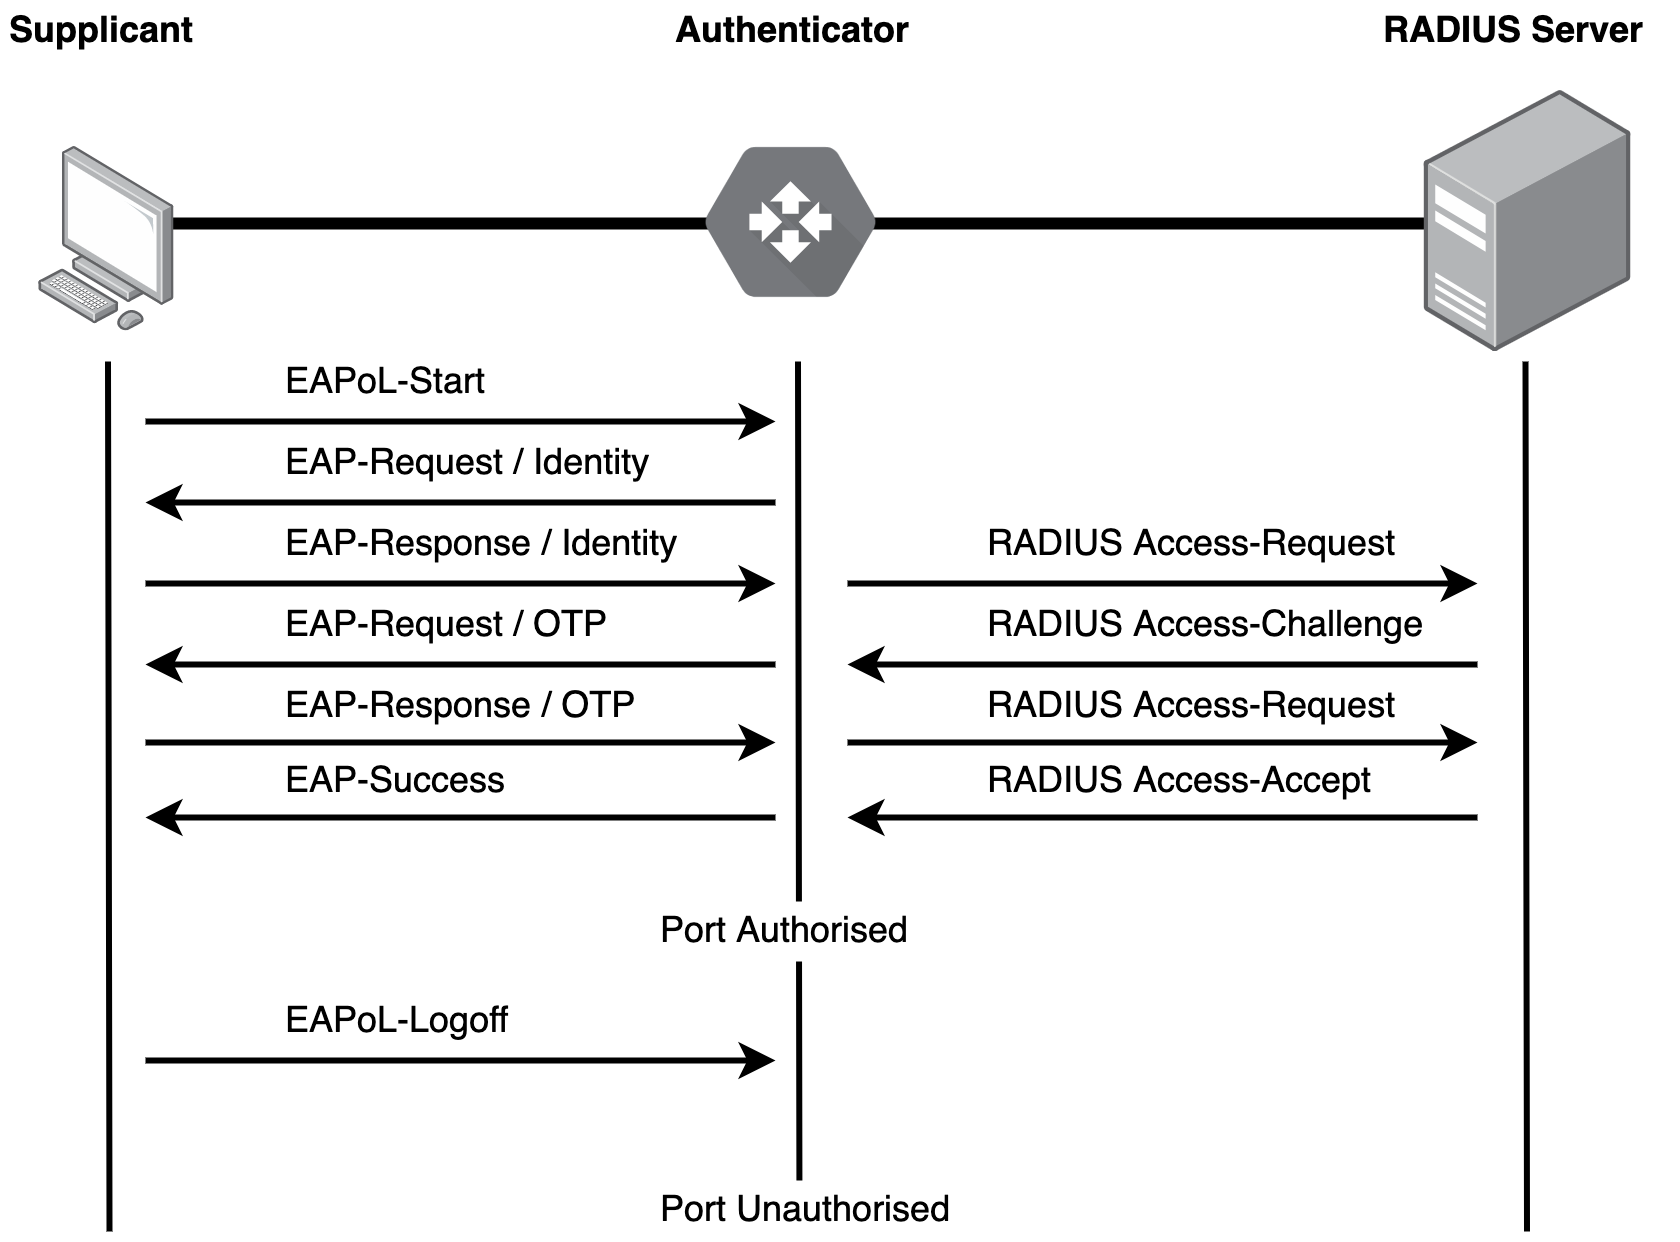 Supplicant
Authenticator
RADIUS Server
EAPoL-Start
EAP-Request / Identity
EAP-Response / Identity
RADIUS Access-Request
EAP-Request / OTP
RADIUS Access-Challenge
EAP-Response / OTP
RADIUS Access-Request
EAP-Success
RADIUS Access-Accept
Port Authorised
EAPoL-Logoff
Port Unauthorised